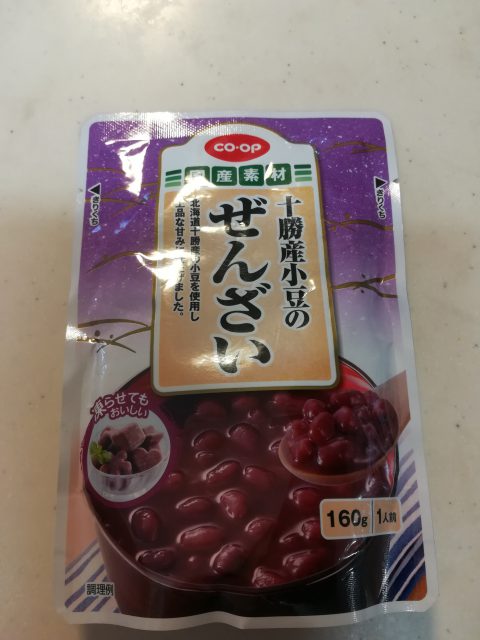 CO·OP
国産素材
十勝産小豆の
ぜんざい
北海道十勝産の小豆を使用し
上品な甘みに
ました。
きりくち
きりくち
凍らせても
おいしい
160g 1人前
調理例